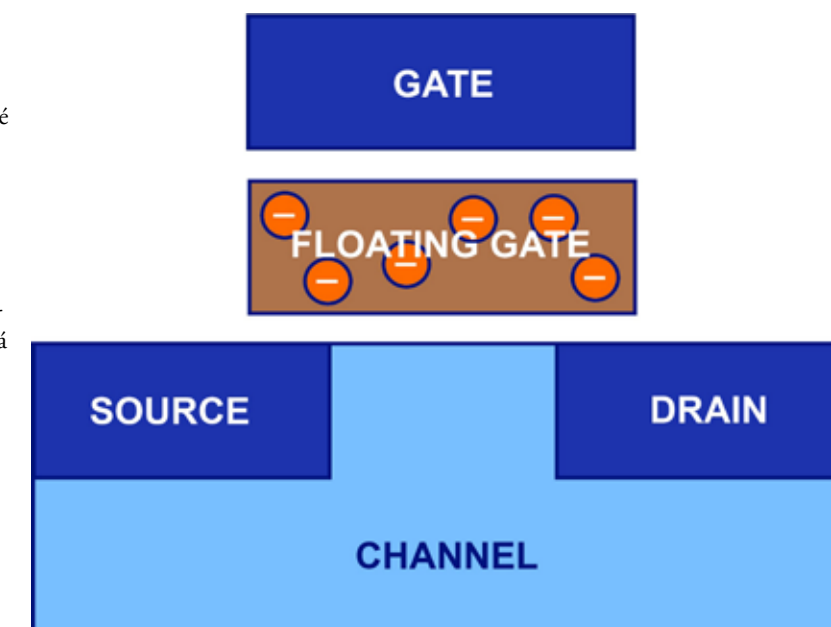 GATE
é
FLOATING GATE
-
á
SOURCE
DRAIN
CHANNEL